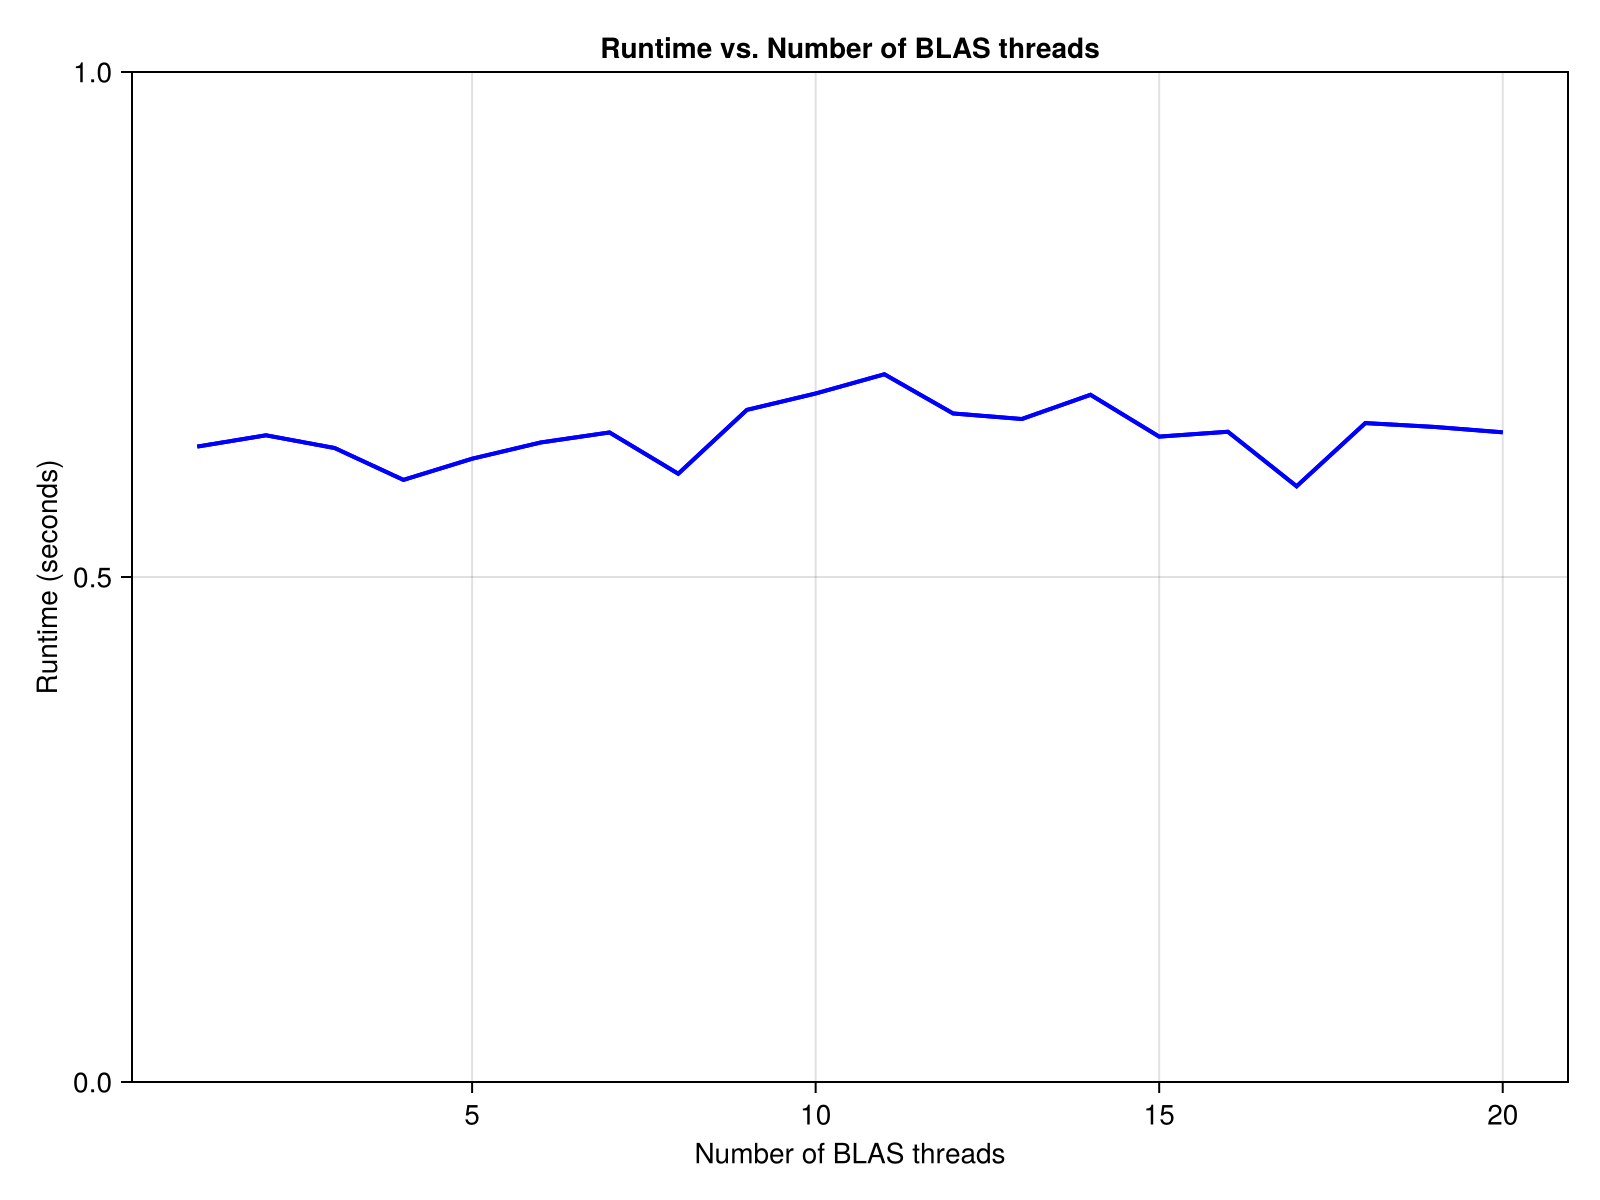 Runtime vs. Number of BLAS threads
1.0
0.5
0.0
Runtime (seconds)
5 10 15 20
Number of BLAS threads